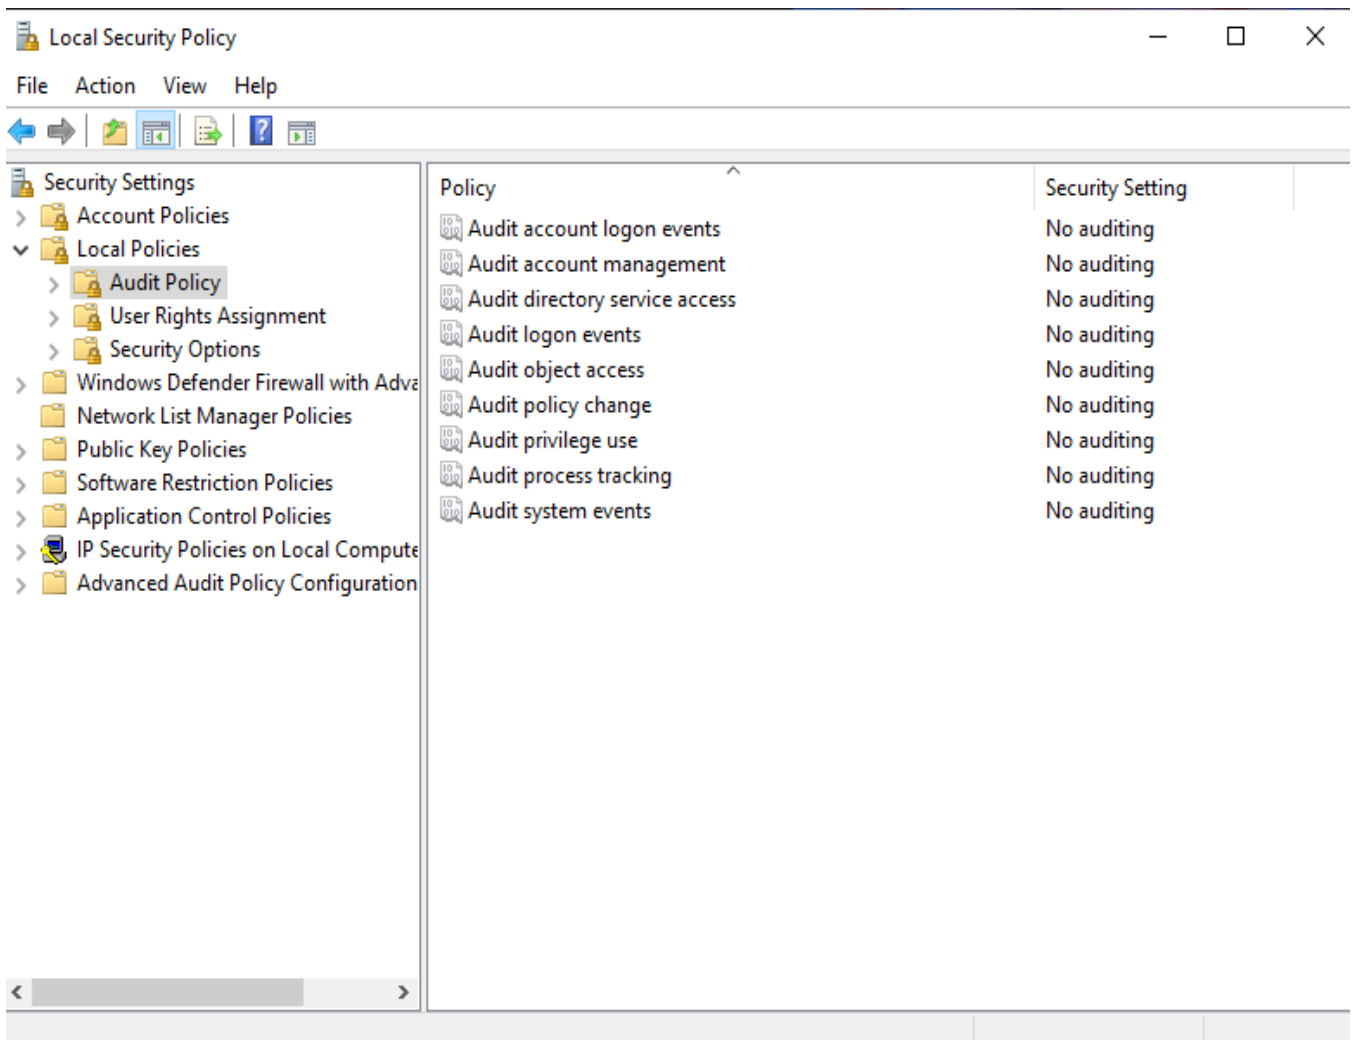 Local Security Policy
File Action View Help
Security Settings
Account Policies
Local Policies
Audit Policy
User Rights Assignment
Security Options
Windows Defender Firewall with Adva
Network List Manager Policies
Public Key Policies
Software Restriction Policies
Application Control Policies
IP Security Policies on Local Compute
Advanced Audit Policy Configuration
Policy Security Setting
Audit account logon events No auditing
Audit account management No auditing
Audit directory service access No auditing
Audit logon events No auditing
Audit object access No auditing
Audit policy change No auditing
Audit privilege use No auditing
Audit process tracking No auditing
Audit system events No auditing